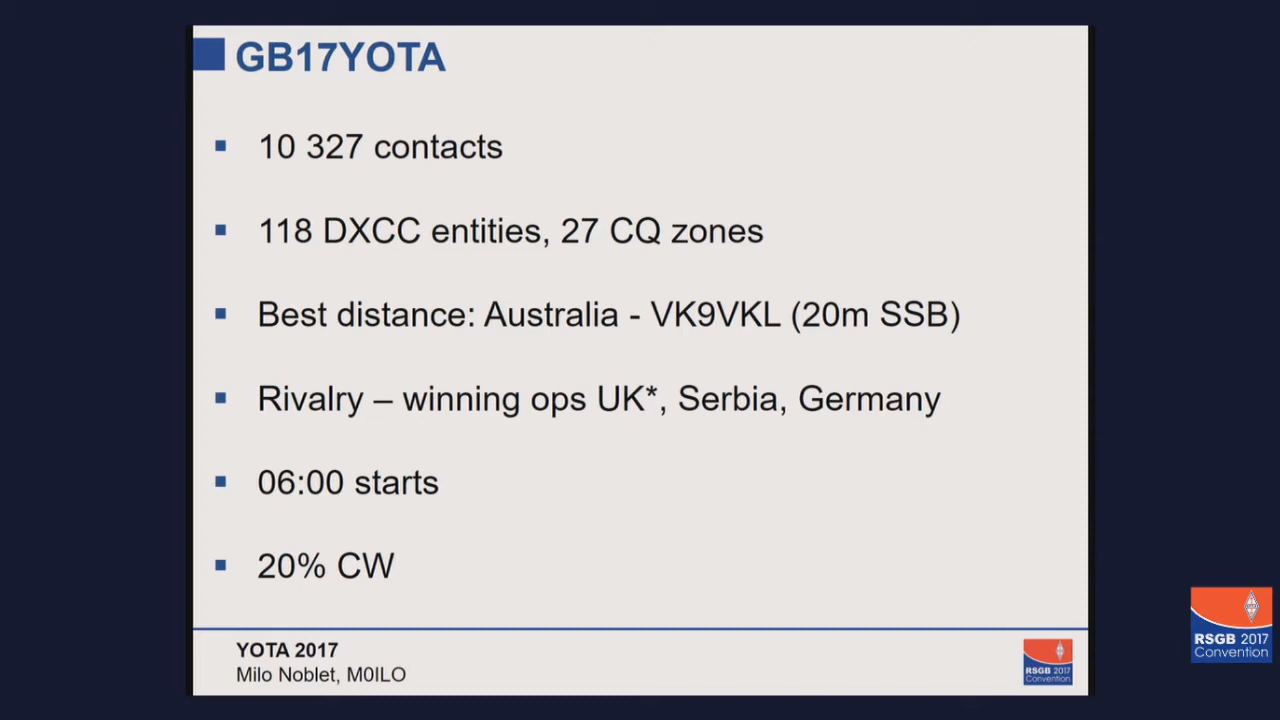 GB17YOTA
10 327 contacts
118 DXCC entities, 27 CQ zones
Best distance: Australia - VK9VKL (20m SSB)
Rivalry – winning ops UK*, Serbia, Germany
06:00 starts
20% CW
YOTA 2017
Milo Noblet, M0ILO
RSGB 2017
Convention
RSGB 2017
Convention